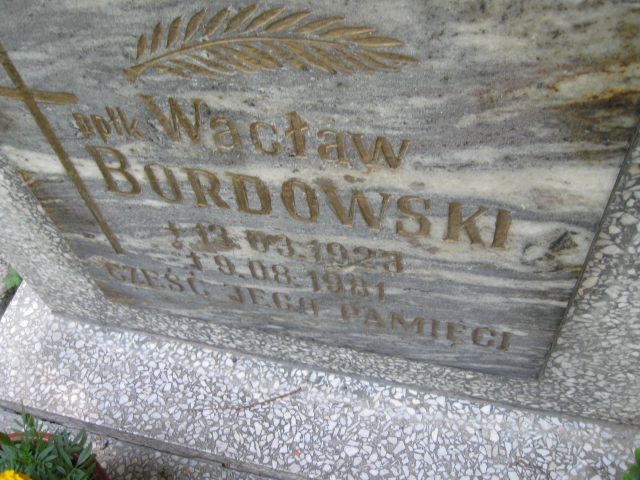 ppłk Wacław
BORDOWSKI
13.03.1923
† 9.08.1981
CZEŚĆ JEGO PAMIĘCI